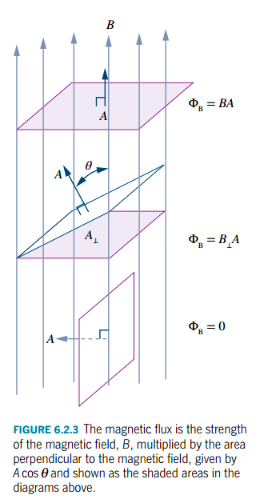 B
Φ_B = BA
A
θ
A
A⊥
Φ_B = B⊥A
Φ_B = 0
A
FIGURE 6.2.3 The magnetic flux is the strength
of the magnetic field, B, multiplied by the area
perpendicular to the magnetic field, given by
A cos θ and shown as the shaded areas in the
diagrams above.